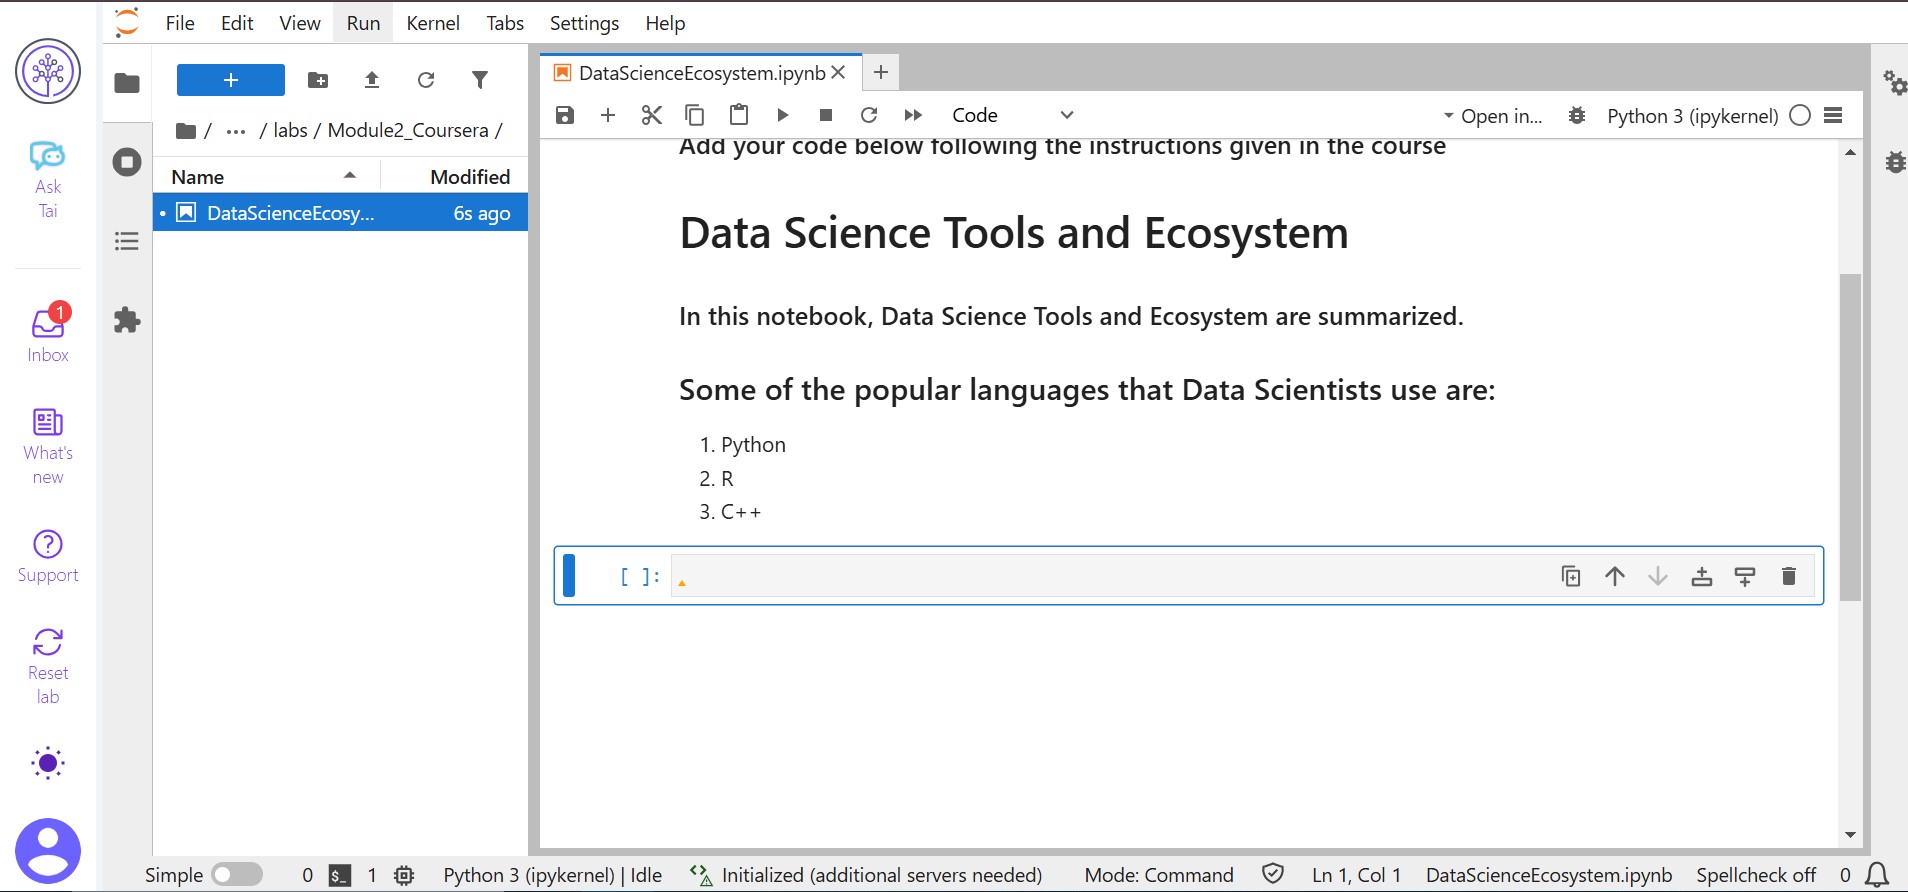 File Edit View Run Kernel Tabs Settings Help
Ask
Tai
1
Inbox
What's
new
Support
Reset
lab
+
/ ... / labs / Module2_Coursera /
Name Modified
DataScienceEcosy... 6s ago
DataScienceEcosystem.ipynb
Code
Open in...
Python 3 (ipykernel)
Add your code below following the instructions given in the course
Data Science Tools and Ecosystem
In this notebook, Data Science Tools and Ecosystem are summarized.
Some of the popular languages that Data Scientists use are:
1. Python
2. R
3. C++
[ ]:
Simple 0 $_ 1 Python 3 (ipykernel) | Idle Initialized (additional servers needed) Mode: Command Ln 1, Col 1 DataScienceEcosystem.ipynb Spellcheck off 0